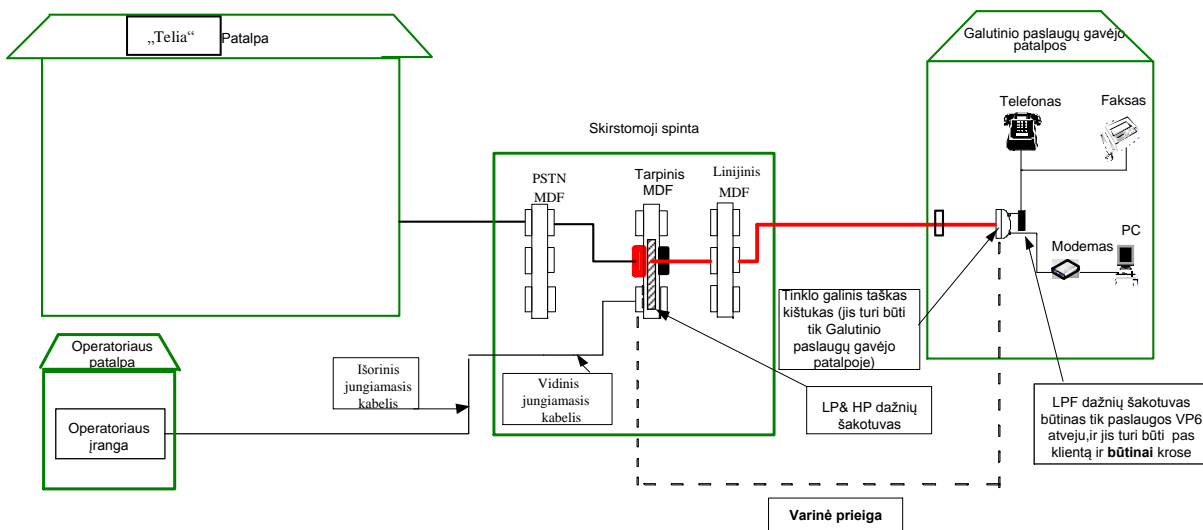 „Telia“ Patalpa
Galutinio paslaugų gavėjo
patalpos
Telefonas
Faksas
Skirstomoji spinta
PSTN
MDF
Tarpinis
MDF
Linijinis
MDF
PC
Modemas
Tinklo galinis taškas
kištukas (jis turi būti
tik Galutinio
paslaugų gavėjo
patalpoje)
Operatoriaus
patalpa
Išorinis
jungiamasis
kabelis
Vidinis
jungiamasis
kabelis
LP& HP dažnių
šakotuvas
LPF dažnių šakotuvas
būtinas tik paslaugos VP6
atveju,ir jis turi būti pas
klientą ir būtinai krose
Operatoriaus
įranga
Varinė prieiga